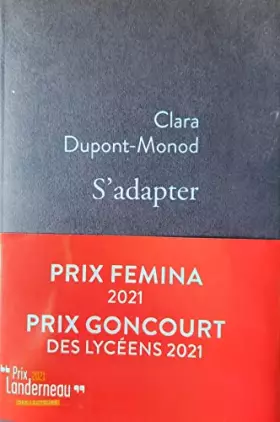 Clara
Dupont-Monod
S'adapter
PRIX FEMINA
2021
PRIX GONCOURT
DES LYCÉENS 2021
Prix 2021
Landerneau